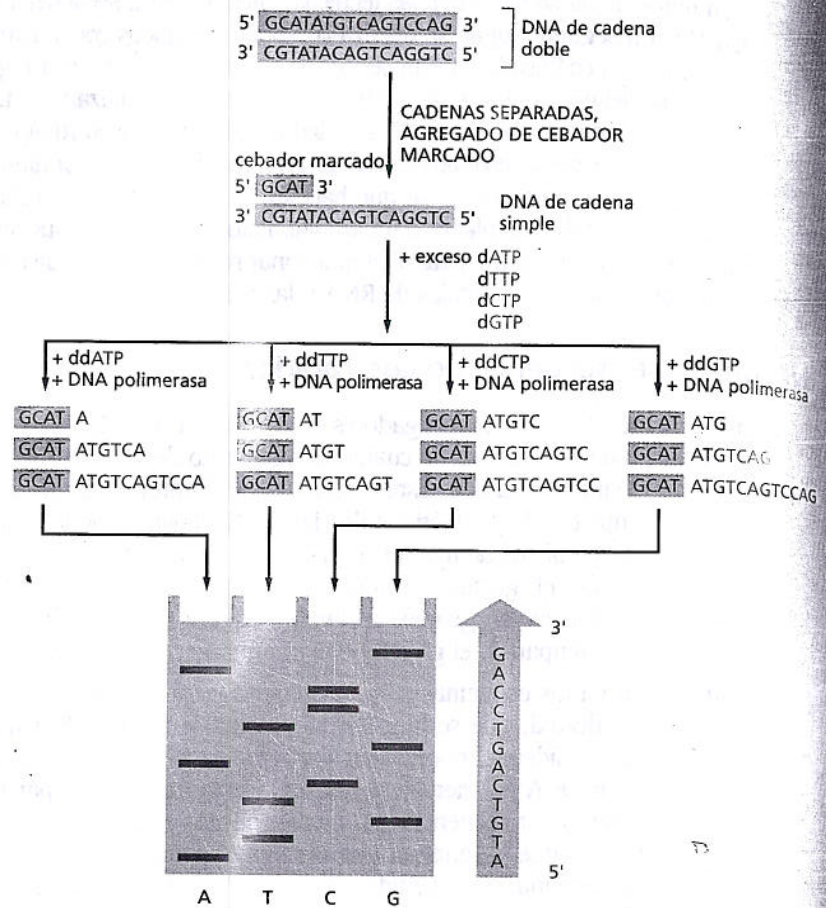 5' GCATATGTCAGTCCAG 3'
3' CGTATACAGTCAGGTC 5'
DNA de cadena
doble
CADENAS SEPARADAS,
AGREGADO DE CEBADOR
MARCADO
cebador marcado
5' GCAT 3'
3' CGTATACAGTCAGGTC 5'
DNA de cadena
simple
+ exceso dATP
dTTP
dCTP
dGTP
+ ddATP
+ DNA polimerasa
GCAT A
GCAT ATGTCA
GCAT ATGTCAGTCCA
+ ddTTP
+ DNA polimerasa
GCAT AT
GCAT ATGT
GCAT ATGTCAGT
+ ddCTP
+ DNA polimerasa
GCAT ATGTC
GCAT ATGTCAGTC
GCAT ATGTCAGTCC
+ ddGTP
+ DNA polimerasa
GCAT ATG
GCAT ATGTCAG
GCAT ATGTCAGTCCAG
3'
G
A
C
C
T
G
A
C
T
G
T
A
5'
A T C G